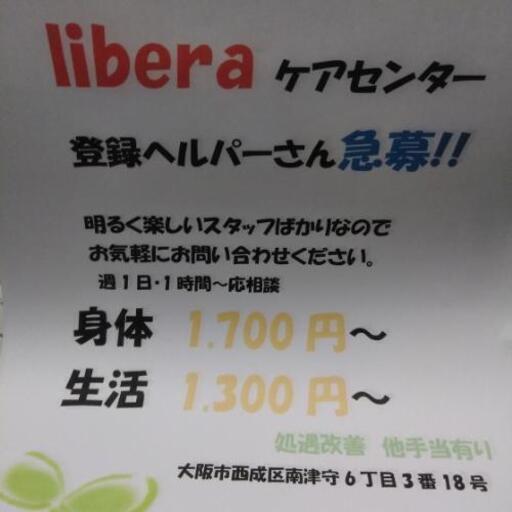 libera ケアセンター
登録ヘルパーさん急募!!
明るく楽しいスタッフばかりなので
お気軽にお問い合わせください。
週1日・1時間～応相談
身体 1.700円～
生活 1.300円～
処遇改善 他手当有り
大阪市西成区南津守6丁目3番18号